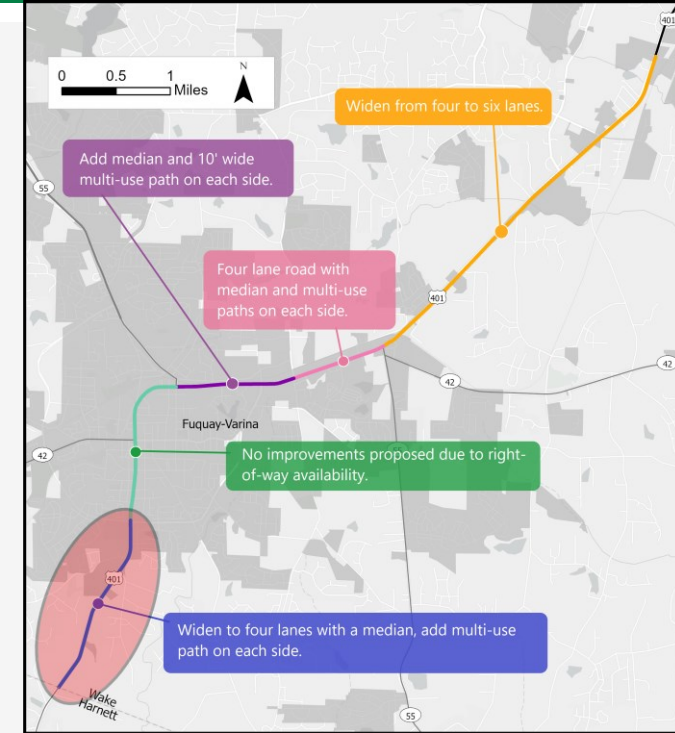 401
0 0.5 1
Miles
N
Widen from four to six lanes.
Add median and 10' wide
multi-use path on each side.
55
Four lane road with
median and multi-use
paths on each side.
401
42
42
Fuquay-Varina
42
No improvements proposed due to right-
of-way availability.
401
Widen to four lanes with a median, add multi-use
path on each side.
Wake
Harnett
55